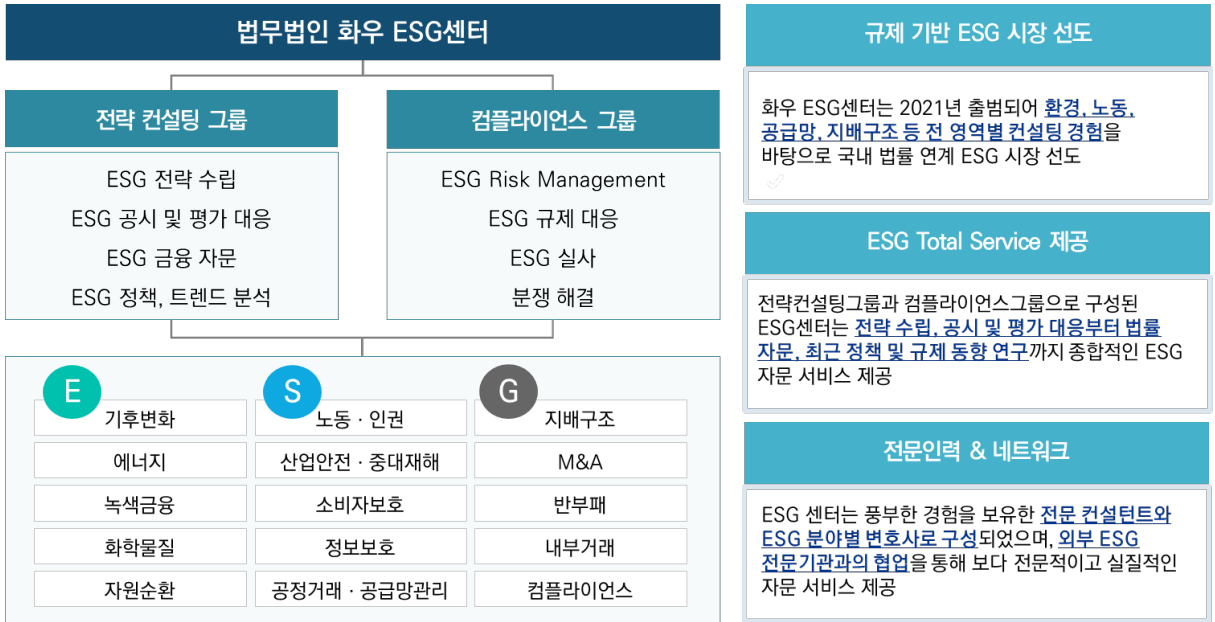 법무법인 화우 ESG센터
전략 컨설팅 그룹
ESG 전략 수립
ESG 공시 및 평가 대응
ESG 금융 자문
ESG 정책, 트렌드 분석
컴플라이언스 그룹
ESG Risk Management
ESG 규제 대응
ESG 실사
분쟁 해결
E
기후변화
에너지
녹색금융
화학물질
자원순환
S
노동 · 인권
산업안전 · 중대재해
소비자보호
정보보호
공정거래 · 공급망관리
G
지배구조
M&A
반부패
내부거래
컴플라이언스
규제 기반 ESG 시장 선도
화우 ESG센터는 2021년 출범되어 환경, 노동,
공급망, 지배구조 등 전 영역별 컨설팅 경험을
바탕으로 국내 법률 연계 ESG 시장 선도
ESG Total Service 제공
전략컨설팅그룹과 컴플라이언스그룹으로 구성된
ESG센터는 전략 수립, 공시 및 평가 대응부터 법률
자문, 최근 정책 및 규제 동향 연구까지 종합적인 ESG
자문 서비스 제공
전문인력 & 네트워크
ESG 센터는 풍부한 경험을 보유한 전문 컨설턴트와
ESG 분야별 변호사로 구성되었으며, 외부 ESG
전문기관과의 협업을 통해 보다 전문적이고 실질적인
자문 서비스 제공